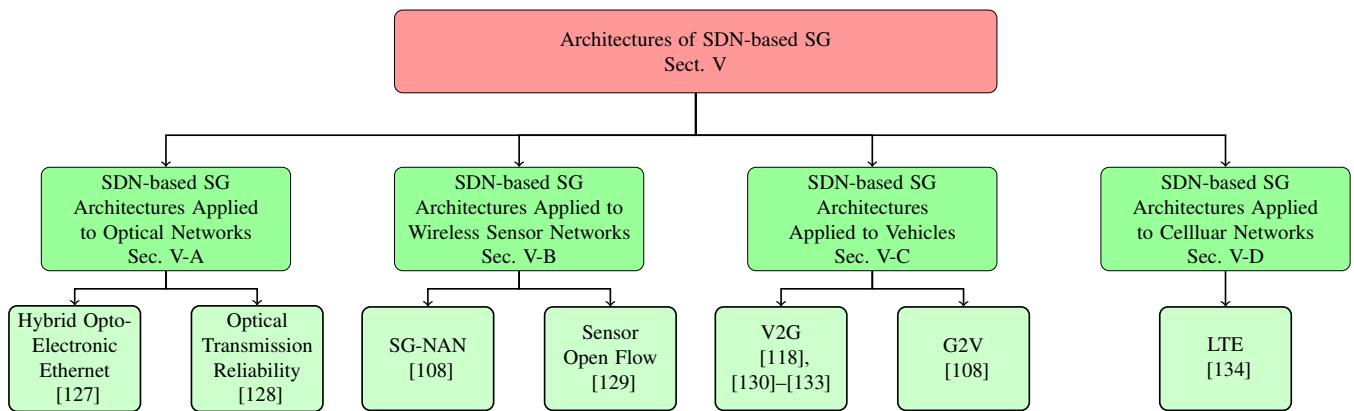 Architectures of SDN-based SG
Sect. V
SDN-based SG
Architectures Applied
to Optical Networks
Sec. V-A
SDN-based SG
Architectures Applied to
Wireless Sensor Networks
Sec. V-B
SDN-based SG
Architectures
Applied to Vehicles
Sec. V-C
SDN-based SG
Architectures Applied
to Cellluar Networks
Sec. V-D
Hybrid Opto-
Electronic
Ethernet
[127]
Optical
Transmission
Reliability
[128]
SG-NAN
[108]
Sensor
Open Flow
[129]
V2G
[118],
[130]–[133]
G2V
[108]
LTE
[134]